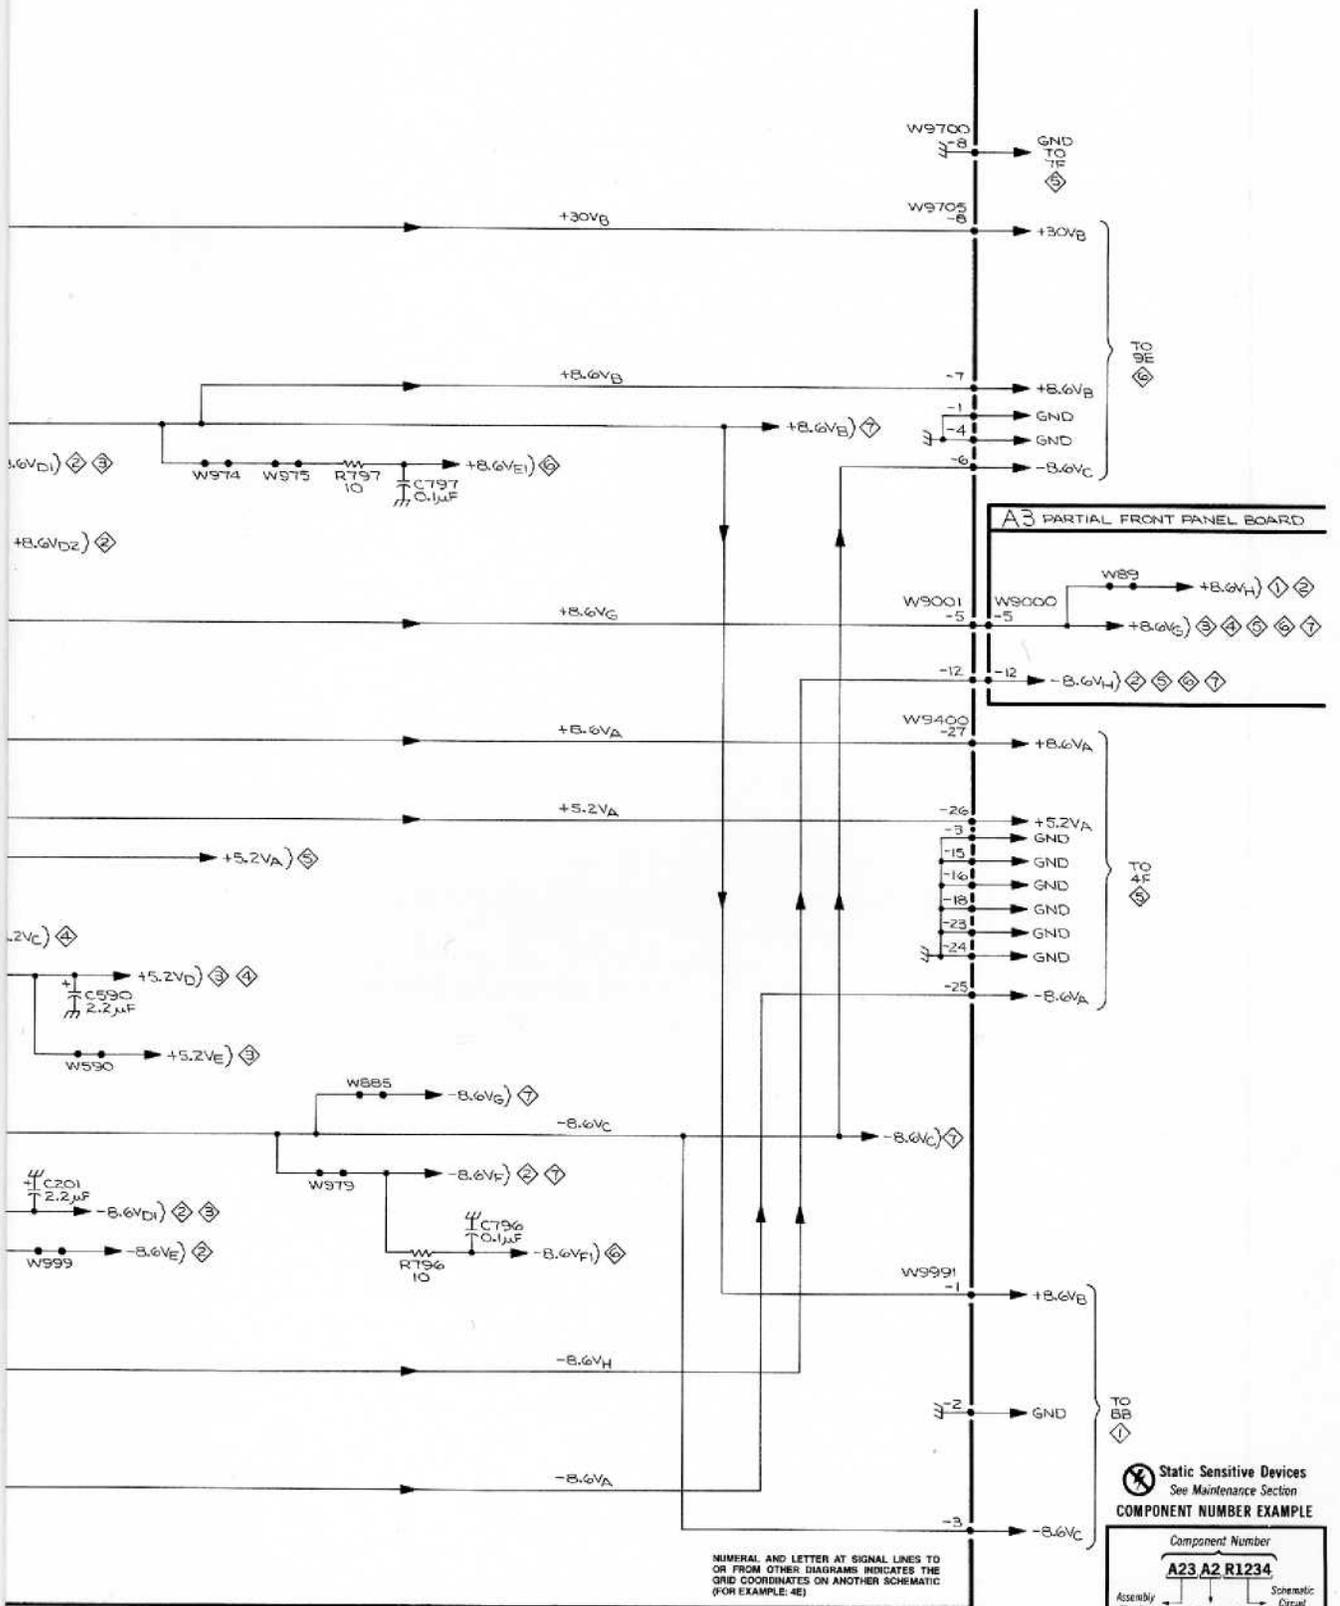 W9700
-8
GND
TO
7F
5
W9705
-8
+30VB
+30VB
TO
9E
6
+8.6VB
-7
+8.6VB
-1
GND
+8.6VB) 7
-4
GND
-6
-8.6VC
.6VD1) 2 3
W974
W975
R797
10
C797
0.1µF
+8.6VE1) 6
A3 PARTIAL FRONT PANEL BOARD
+8.6VD2) 2
W89
+8.6VH) 1 2
W9001
-5
W9000
-5
+8.6VG
+8.6VG) 3 4 5 6 7
-12
-12
-8.6VH) 2 5 6 7
W9400
-27
+8.6VA
+8.6VA
+5.2VA
-26
+5.2VA
-3
GND
+5.2VA) 5
-15
GND
-16
GND
-18
GND
-23
GND
-24
GND
TO
4F
5
.2VC) 4
+5.2VD) 3 4
+
C590
2.2µF
-25
-8.6VA
W590
+5.2VE) 3
W885
-8.6VG) 7
-8.6VC
-8.6VC) 7
W979
-8.6VF) 2 7
+
C201
2.2µF
-8.6VD1) 2 3
C796
0.1µF
W999
-8.6VE) 2
R796
10
-8.6VF1) 6
W9991
-1
+8.6VB
-8.6VH
-2
GND
TO
8B
1
-8.6VA
-3
-8.6VC
Static Sensitive Devices
See Maintenance Section
COMPONENT NUMBER EXAMPLE
Component Number
A23 A2 R1234
Assembly
Schematic
Circuit
NUMERAL AND LETTER AT SIGNAL LINES TO
OR FROM OTHER DIAGRAMS INDICATES THE
GRID COORDINATES ON ANOTHER SCHEMATIC
(FOR EXAMPLE: 4E)